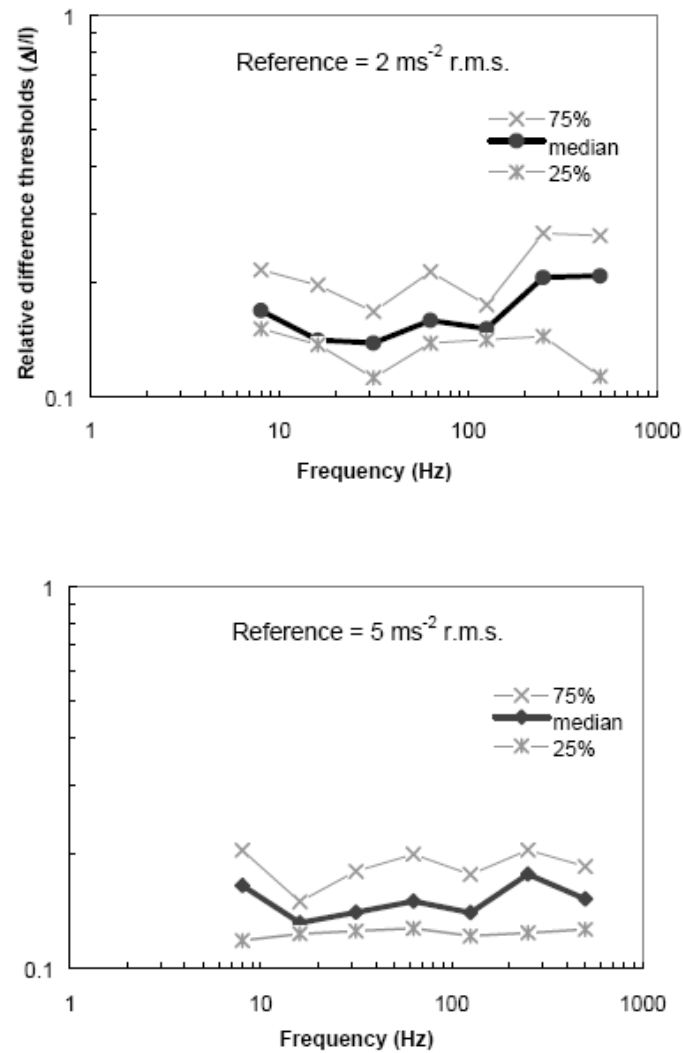 1
Reference = 2 ms-2 r.m.s.
75%
median
25%
Relative difference thresholds (ΔI/I)
0.1
1 10 100 1000
Frequency (Hz)
1
Reference = 5 ms-2 r.m.s.
75%
median
25%
0.1
1 10 100 1000
Frequency (Hz)